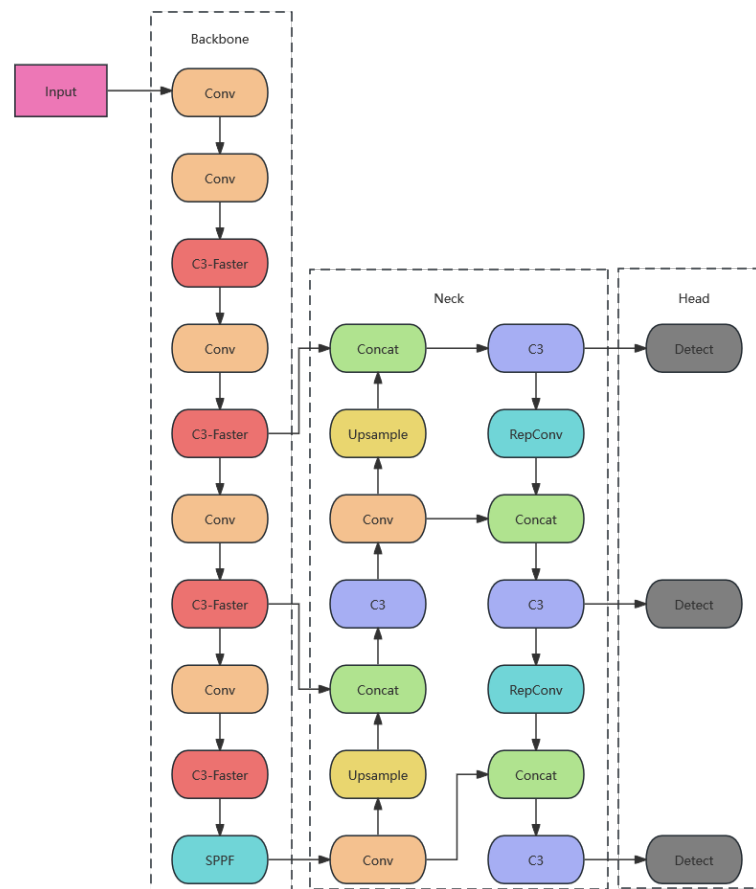 Backbone
Input
Conv
Conv
C3-Faster
Conv
C3-Faster
Conv
C3-Faster
Conv
C3-Faster
SPPF
Neck
Concat
Upsample
Conv
C3
Concat
Upsample
Conv
C3
RepConv
Concat
C3
RepConv
Concat
C3
Head
Detect
Detect
Detect